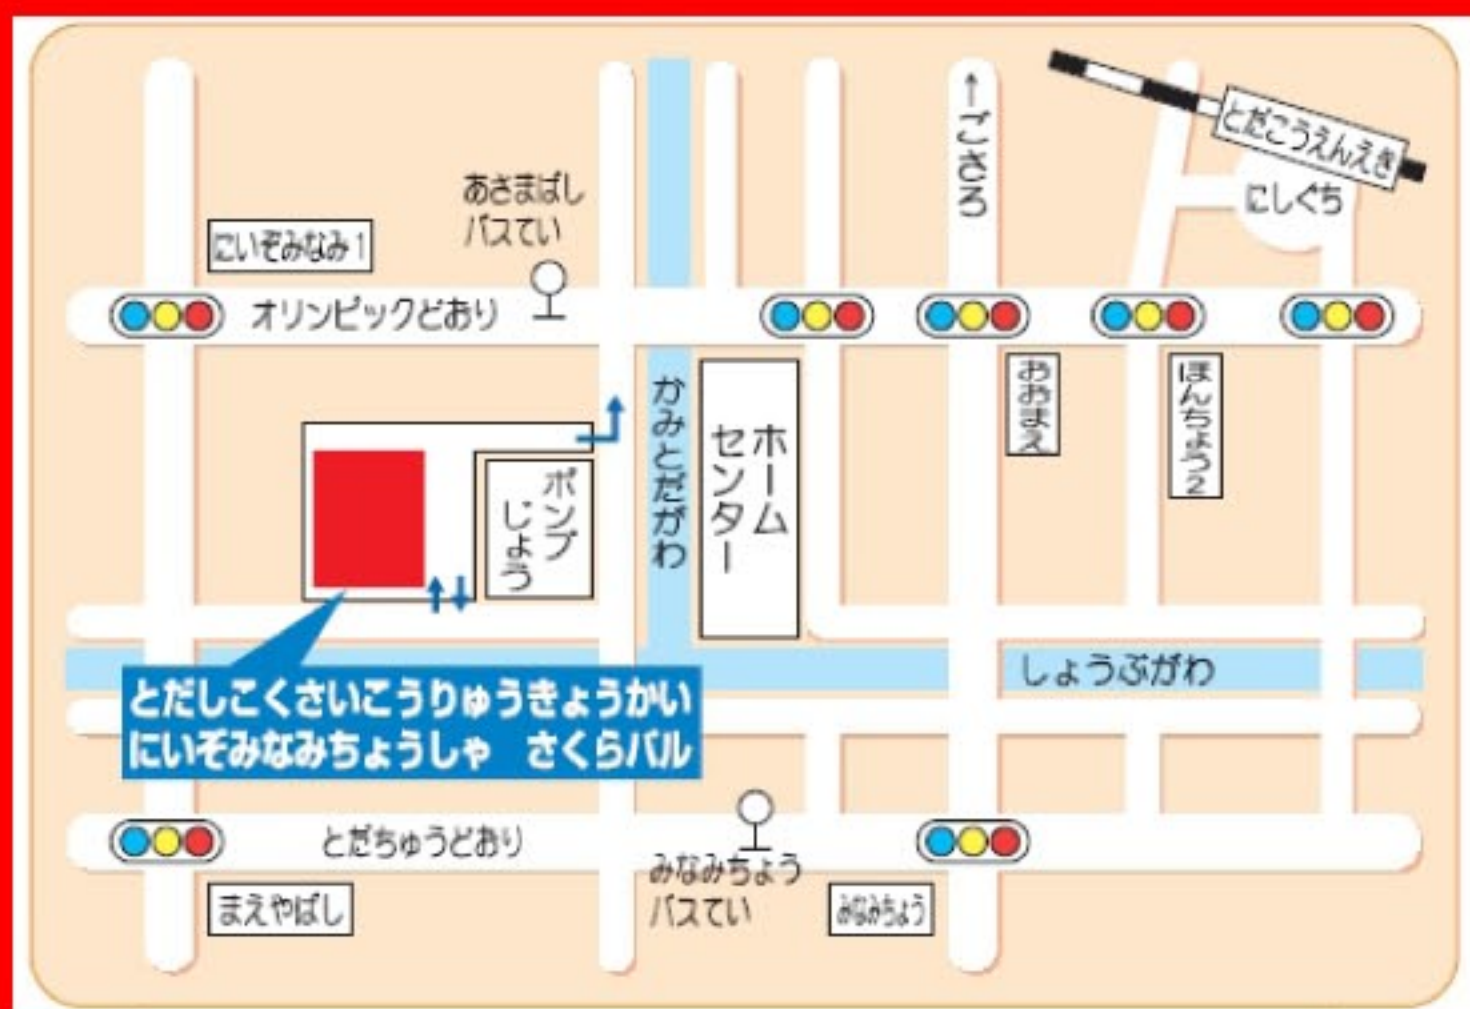 とだこうえんえき
にしぐち
←ごさろ
あさまばし
バスてい
にいぞみなみ1
オリンピックどおり
おおまえ
ほんちょう2
かみとだがわ
ホーム
センター
ポンプ
じょう
しょうぶがわ
とだしこくさいこうりゅうきょうかい
にいぞみなみちょうしゃ さくらパル
とだちゅうどおり
みなみちょう
バスてい
まえやばし
みなみちょう